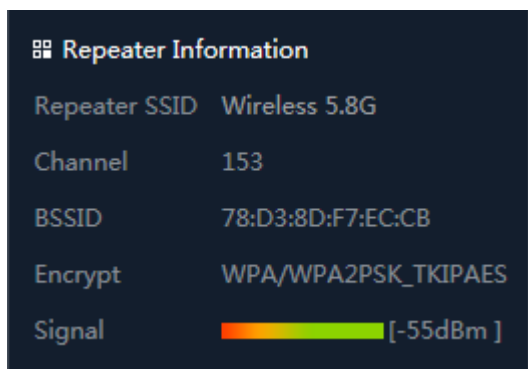 Repeater Information
Repeater SSID Wireless 5.8G
Channel 153
BSSID 78:D3:8D:F7:EC:CB
Encrypt WPA/WPA2PSK_TKIPAES
Signal [-55dBm ]